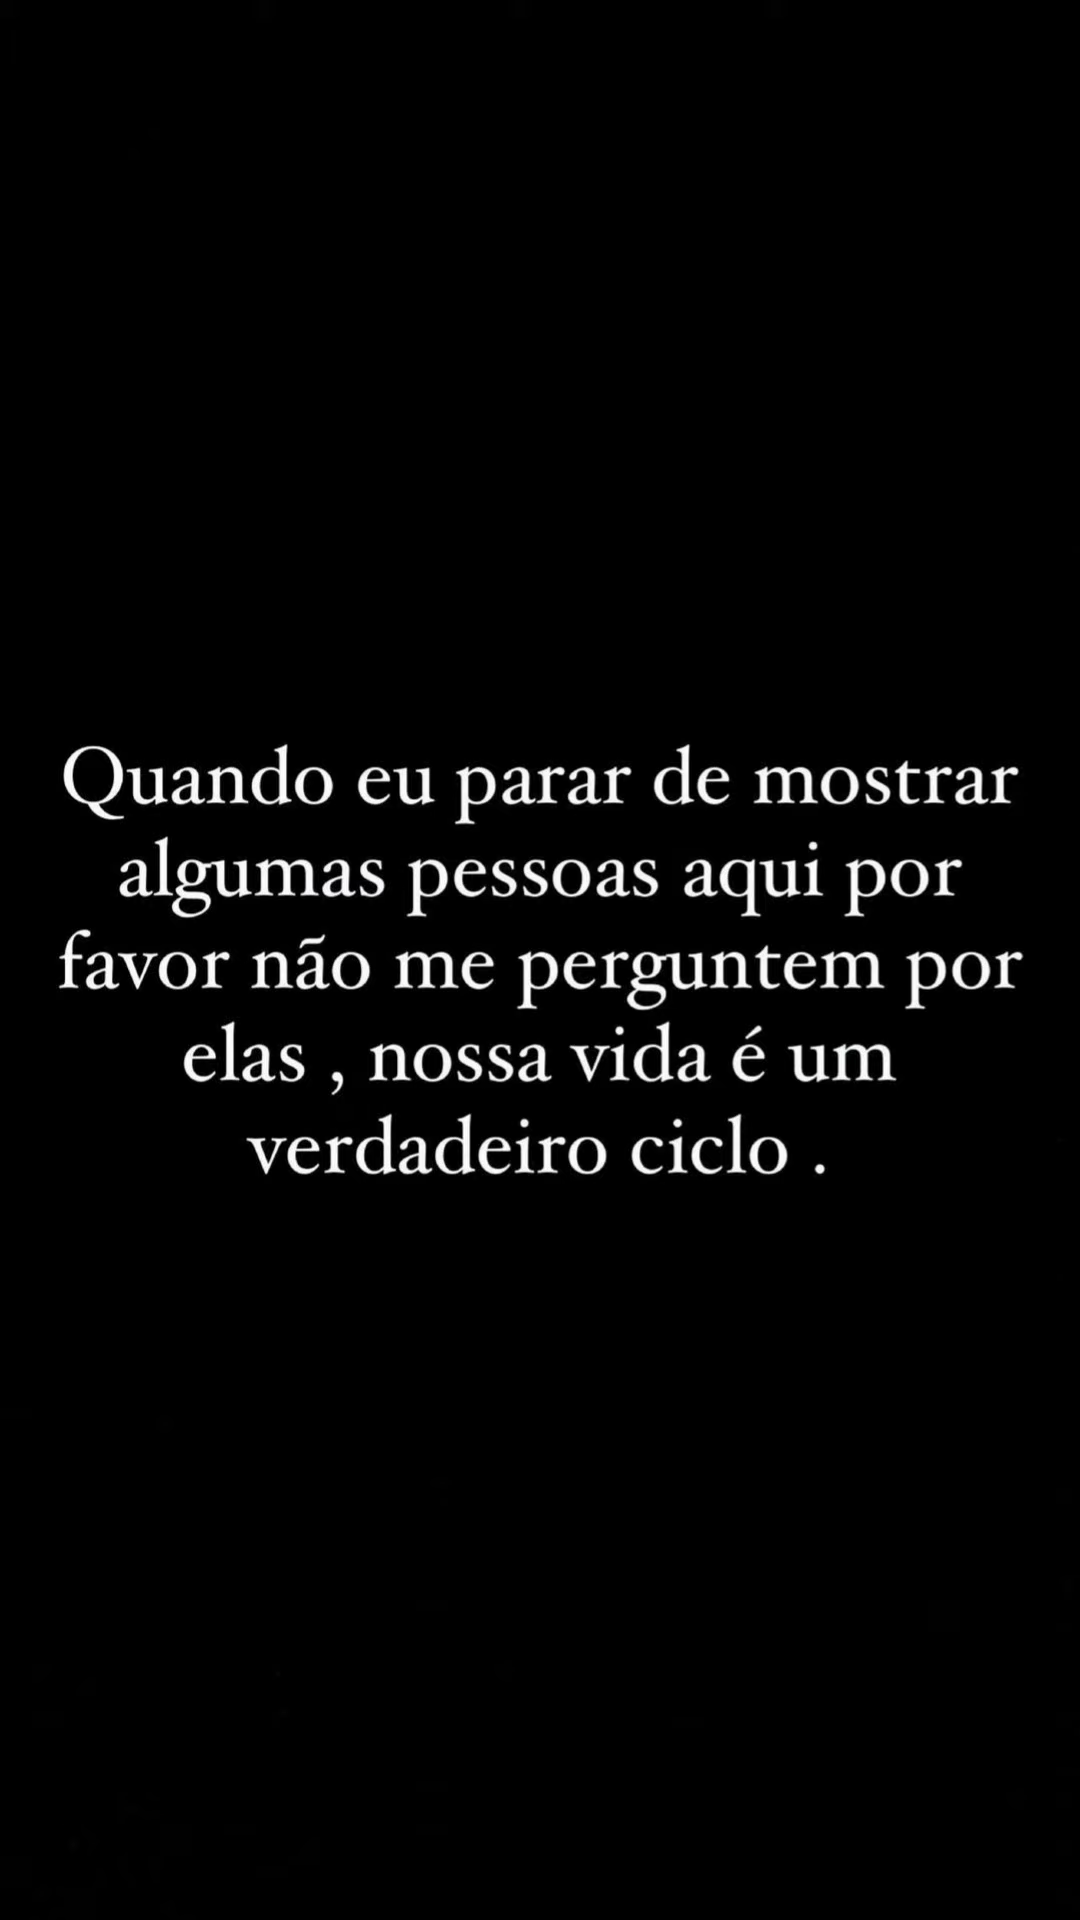 Quando eu parar de mostrar
algumas pessoas aqui por
favor não me perguntem por
elas , nossa vida é um
verdadeiro ciclo .